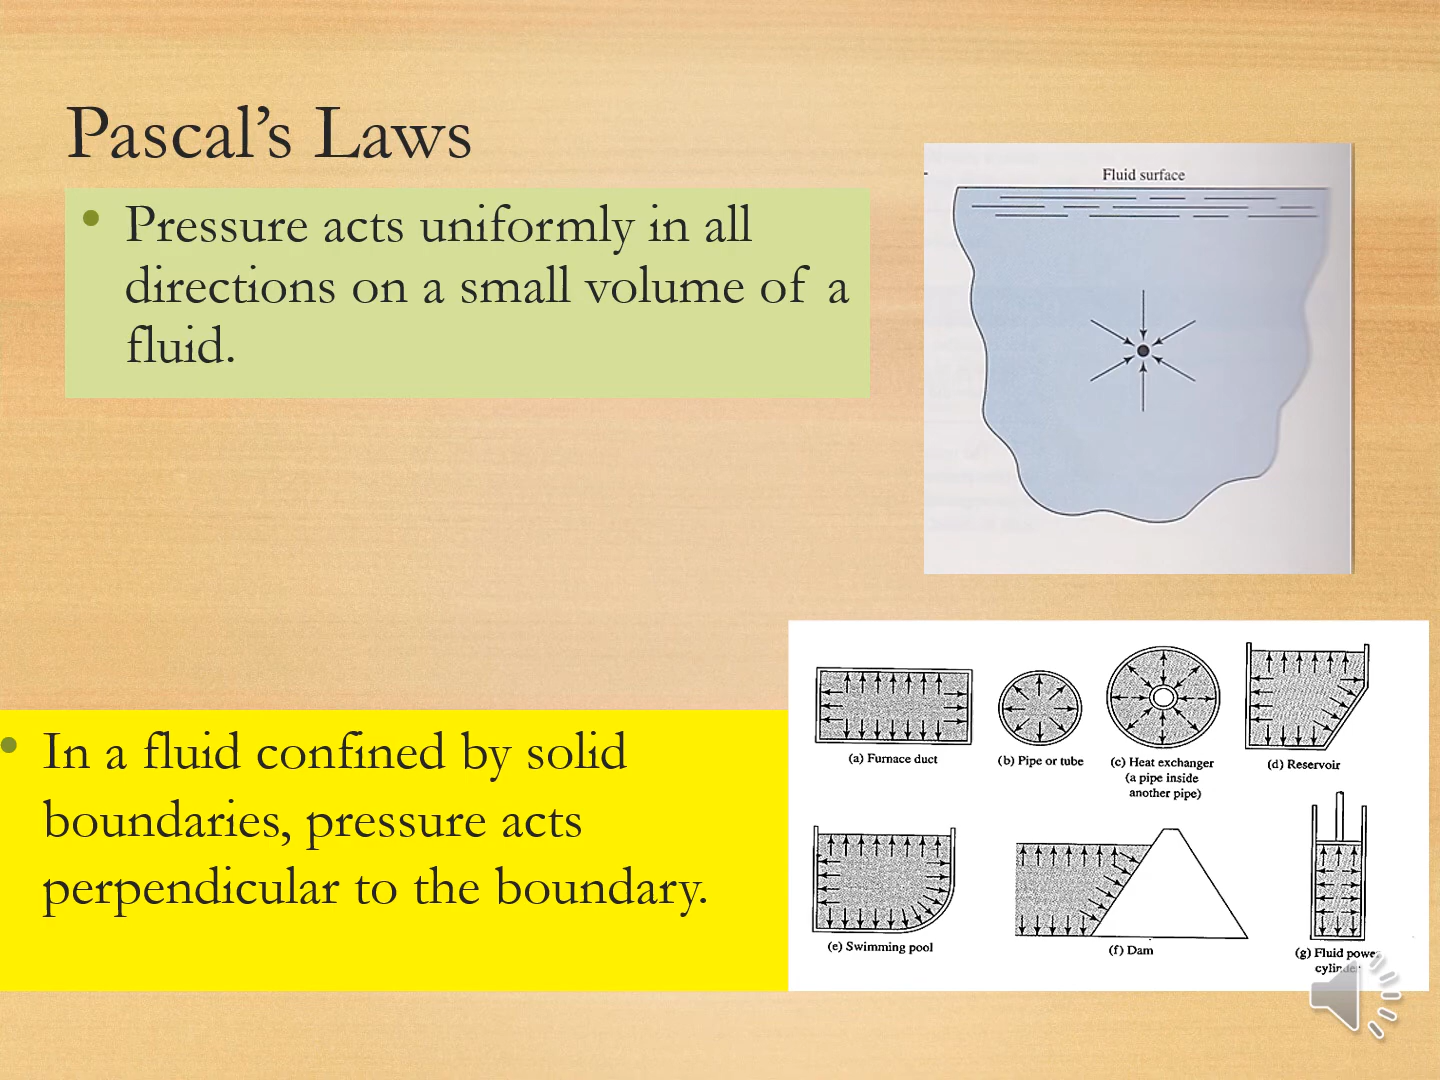 Pascal’s Laws
• Pressure acts uniformly in all
directions on a small volume of a
fluid.
Fluid surface
• In a fluid confined by solid
boundaries, pressure acts
perpendicular to the boundary.
(a) Furnace duct
(b) Pipe or tube
(c) Heat exchanger
(a pipe inside
another pipe)
(d) Reservoir
(e) Swimming pool
(f) Dam
(g) Fluid power
cylinder